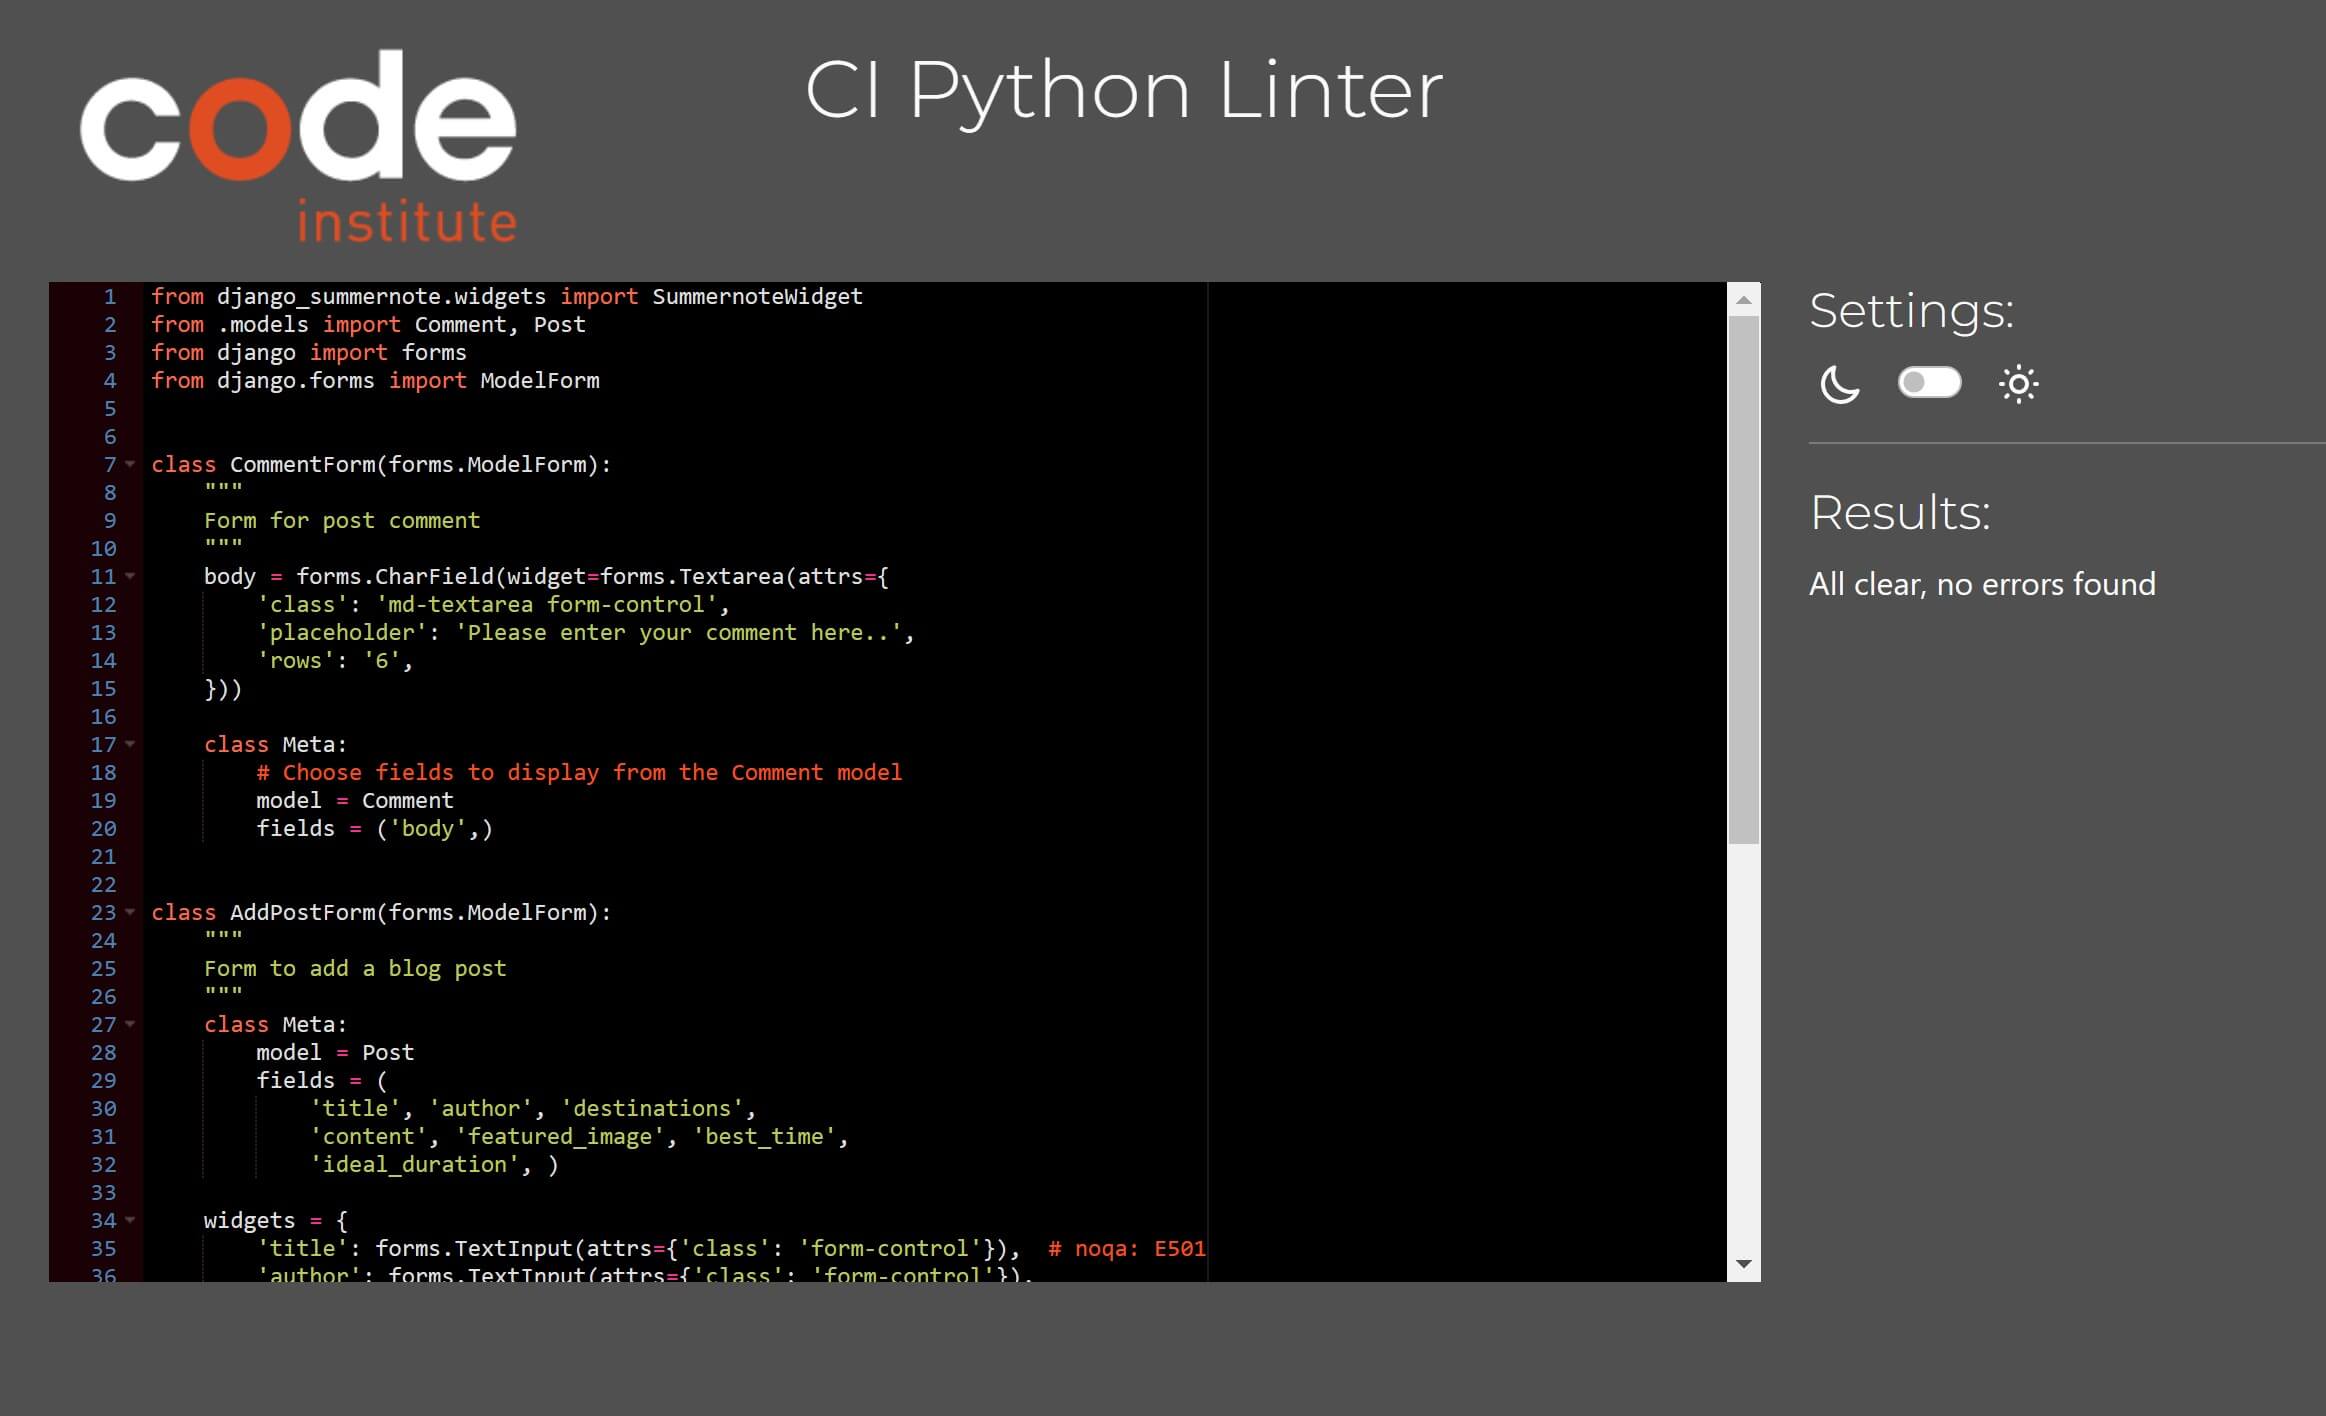 code
institute
CI Python Linter
1 from django_summernote.widgets import SummernoteWidget
2 from .models import Comment, Post
3 from django import forms
4 from django.forms import ModelForm
5
6
7 class CommentForm(forms.ModelForm):
8     """
9     Form for post comment
10     """
11     body = forms.CharField(widget=forms.Textarea(attrs={
12         'class': 'md-textarea form-control',
13         'placeholder': 'Please enter your comment here..',
14         'rows': '6',
15     }))
16
17     class Meta:
18         # Choose fields to display from the Comment model
19         model = Comment
20         fields = ('body',)
21
22
23 class AddPostForm(forms.ModelForm):
24     """
25     Form to add a blog post
26     """
27     class Meta:
28         model = Post
29         fields = (
30             'title', 'author', 'destinations',
31             'content', 'featured_image', 'best_time',
32             'ideal_duration', )
33
34     widgets = {
35         'title': forms.TextInput(attrs={'class': 'form-control'}),  # noqa: E501
36         'author': forms.TextInput(attrs={'class': 'form-control'}),
Settings:
Results:
All clear, no errors found